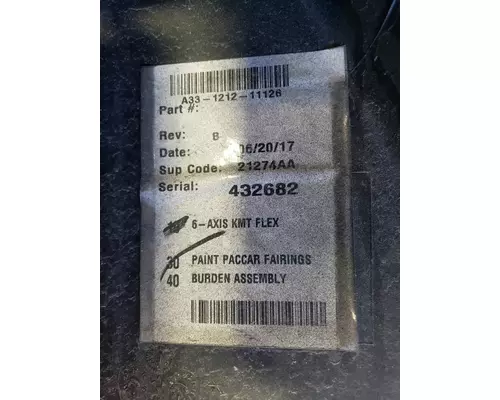 A33-1212-11126
Part #:
Rev: B
Date: 06/20/17
Sup Code: 21274AA
Serial: 432682
6-AXIS KMT FLEX
30 PAINT PACCAR FAIRINGS
40 BURDEN ASSEMBLY